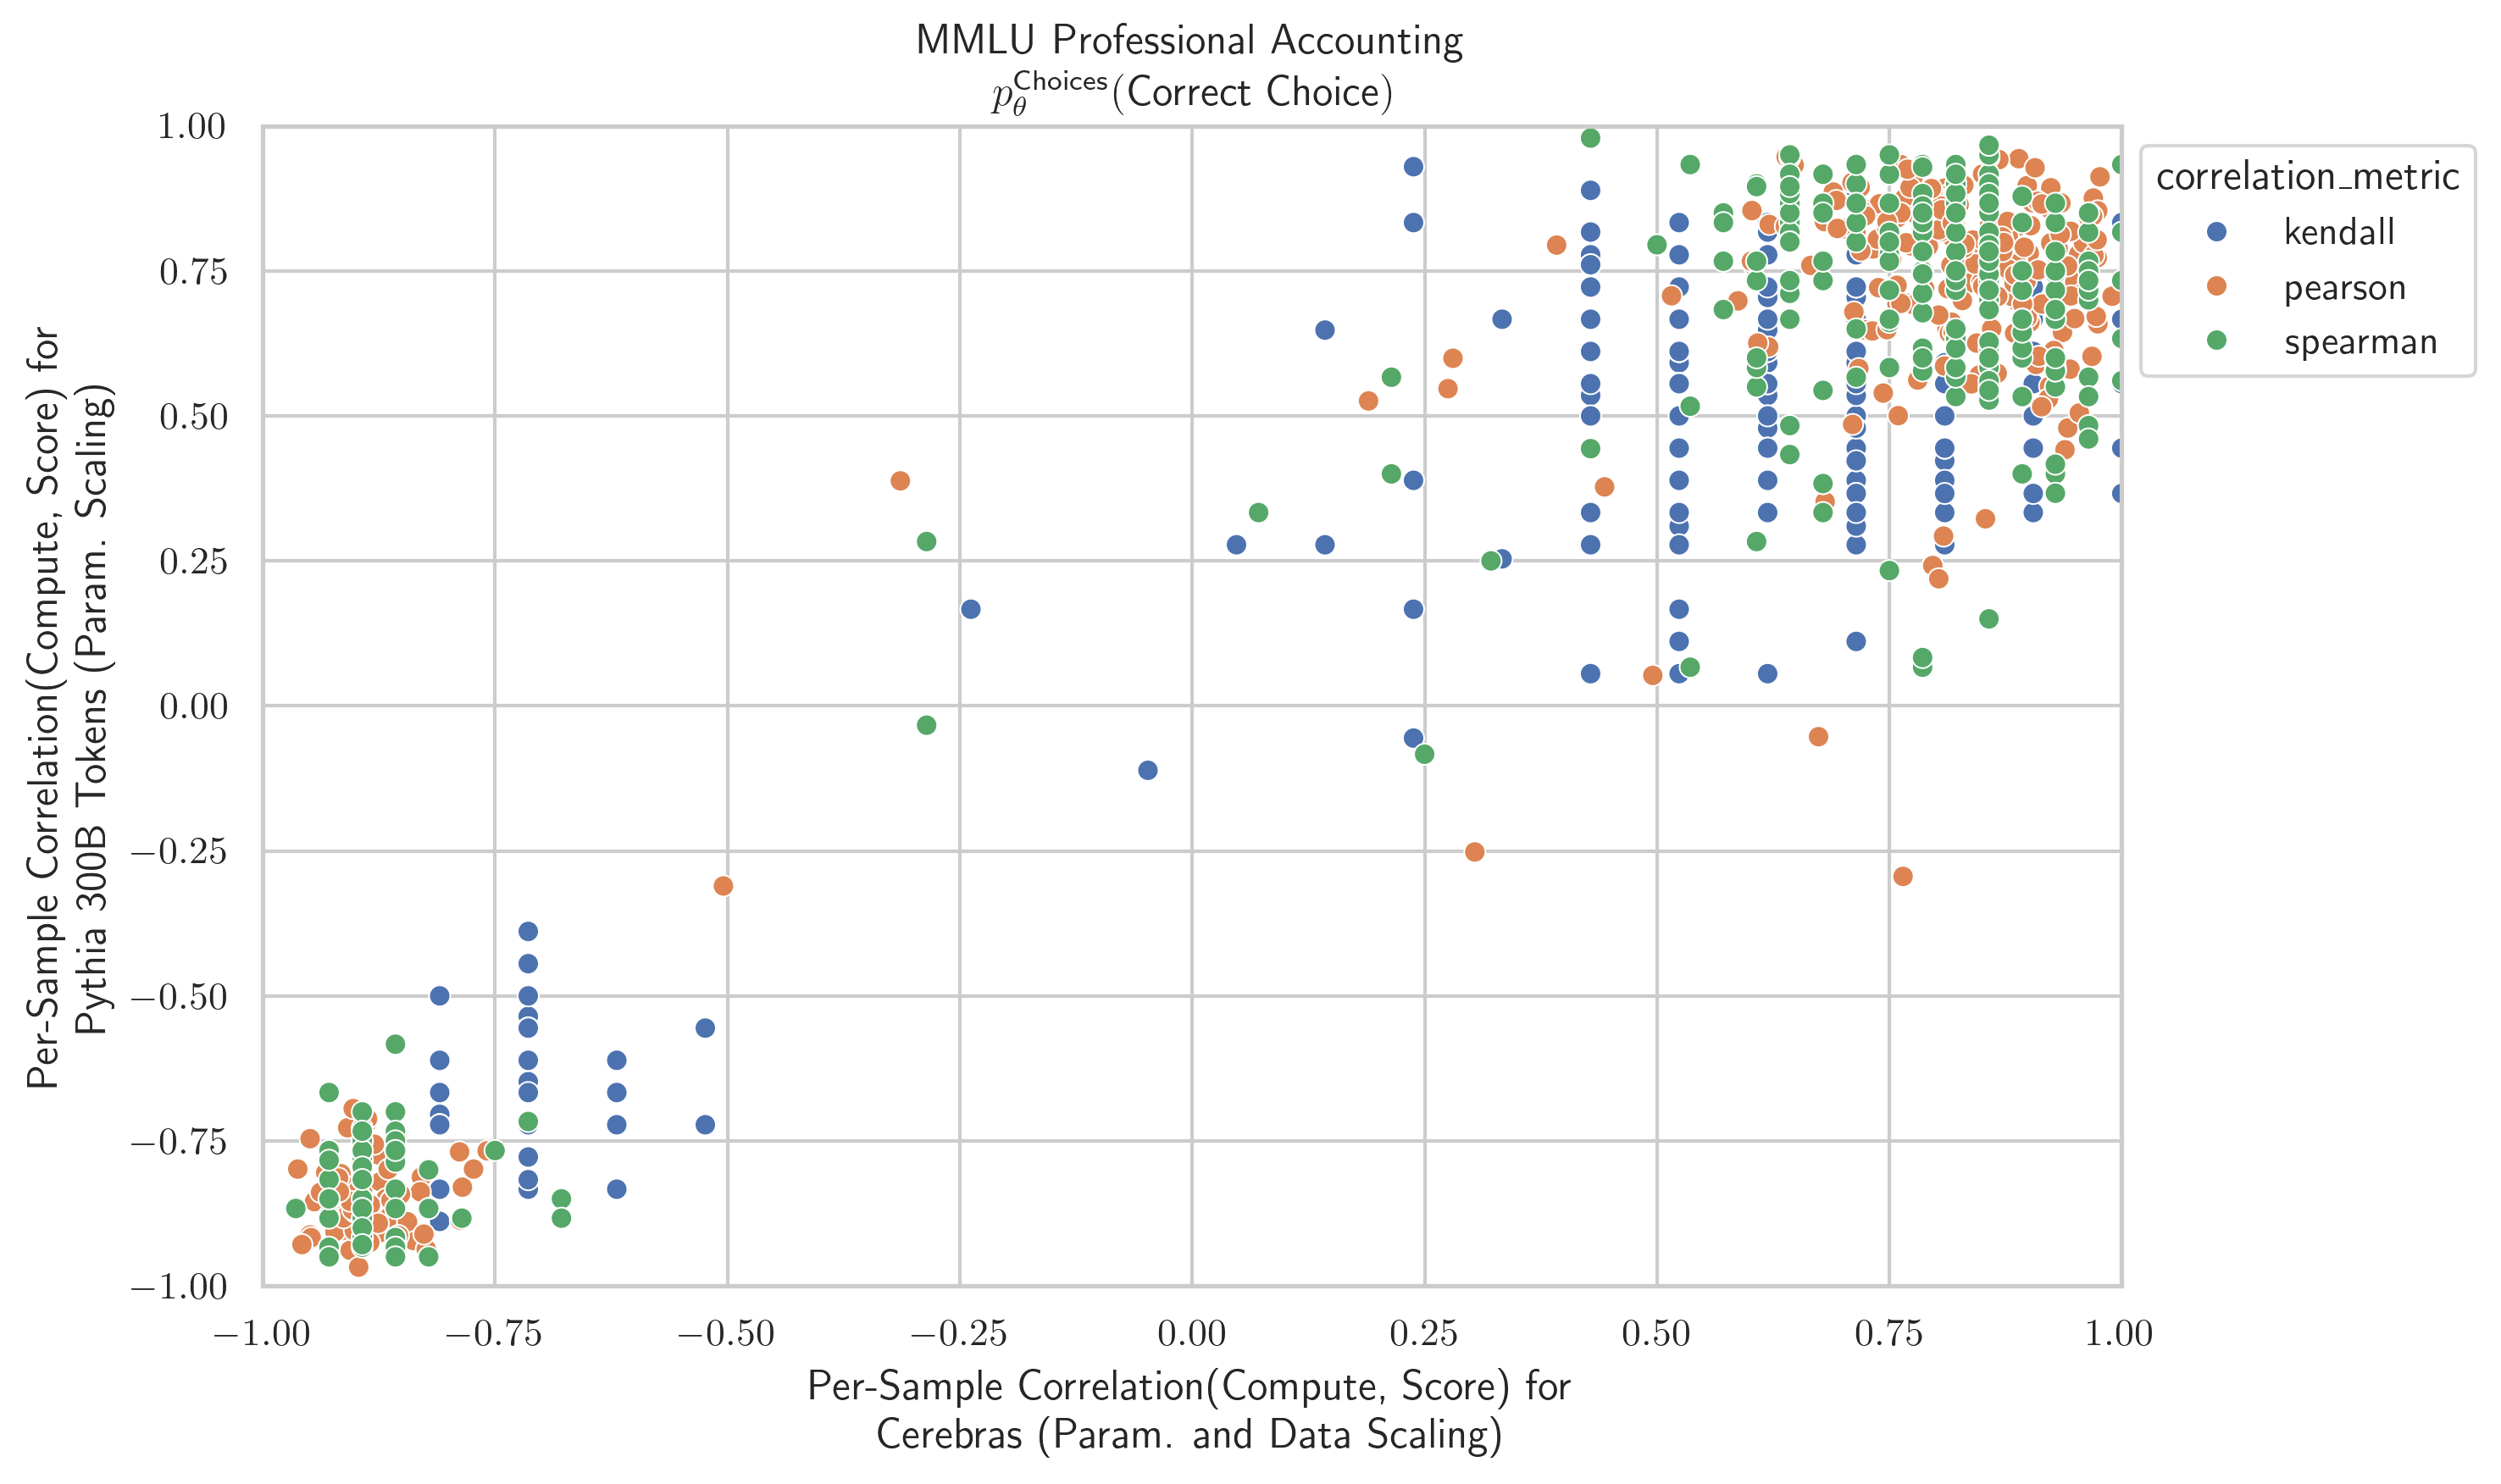 MMLU Professional Accounting
p_θ^Choices(Correct Choice)
1.00
0.75
0.50
0.25
0.00
−0.25
−0.50
−0.75
−1.00
Per-Sample Correlation(Compute, Score) for
Pythia 300B Tokens (Param. Scaling)
−1.00
−0.75
−0.50
−0.25
0.00
0.25
0.50
0.75
1.00
Per-Sample Correlation(Compute, Score) for
Cerebras (Param. and Data Scaling)
correlation_metric
kendall
pearson
spearman